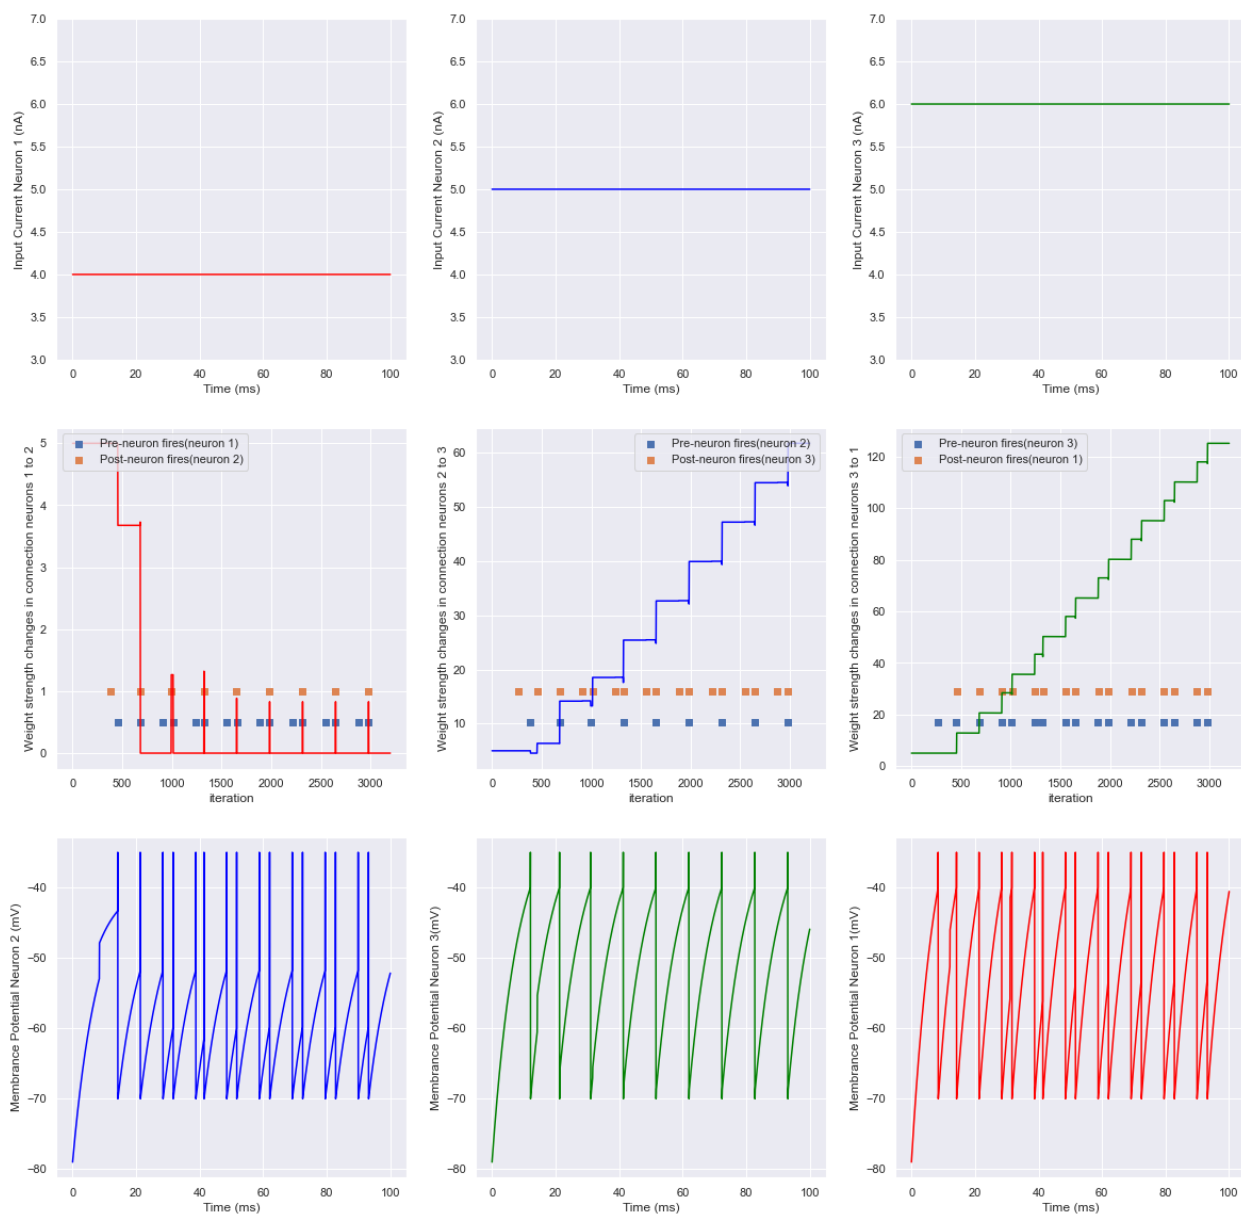 Input Current Neuron 1 (nA)
7.0
6.5
6.0
5.5
5.0
4.5
4.0
3.5
3.0
0 20 40 60 80 100
Time (ms)
Input Current Neuron 2 (nA)
7.0
6.5
6.0
5.5
5.0
4.5
4.0
3.5
3.0
0 20 40 60 80 100
Time (ms)
Input Current Neuron 3 (nA)
7.0
6.5
6.0
5.5
5.0
4.5
4.0
3.5
3.0
0 20 40 60 80 100
Time (ms)
Weight strength changes in connection neurons 1 to 2
5
4
3
2
1
0
Pre-neuron fires(neuron 1)
Post-neuron fires(neuron 2)
0 500 1000 1500 2000 2500 3000
iteration
Weight strength changes in connection neurons 2 to 3
60
50
40
30
20
10
Pre-neuron fires(neuron 2)
Post-neuron fires(neuron 3)
0 500 1000 1500 2000 2500 3000
iteration
Weight strength changes in connection neurons 3 to 1
120
100
80
60
40
20
0
Pre-neuron fires(neuron 3)
Post-neuron fires(neuron 1)
0 500 1000 1500 2000 2500 3000
iteration
Membrance Potential Neuron 2 (mV)
−40
−50
−60
−70
−80
0 20 40 60 80 100
Time (ms)
Membrance Potential Neuron 3(mV)
−40
−50
−60
−70
−80
0 20 40 60 80 100
Time (ms)
Membrance Potential Neuron 1(mV)
−40
−50
−60
−70
−80
0 20 40 60 80 100
Time (ms)